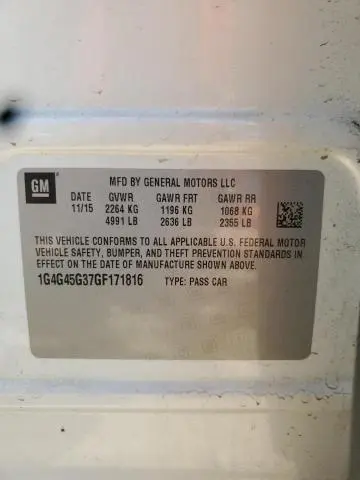 GM
MFD BY GENERAL MOTORS LLC
DATE GVWR GAWR FRT GAWR RR
11/15 2264 KG 1196 KG 1068 KG
4991 LB 2636 LB 2355 LB
THIS VEHICLE CONFORMS TO ALL APPLICABLE U.S. FEDERAL MOTOR
VEHICLE SAFETY, BUMPER, AND THEFT PREVENTION STANDARDS IN
EFFECT ON THE DATE OF MANUFACTURE SHOWN ABOVE.
1G4G45G37GF171816 TYPE: PASS CAR